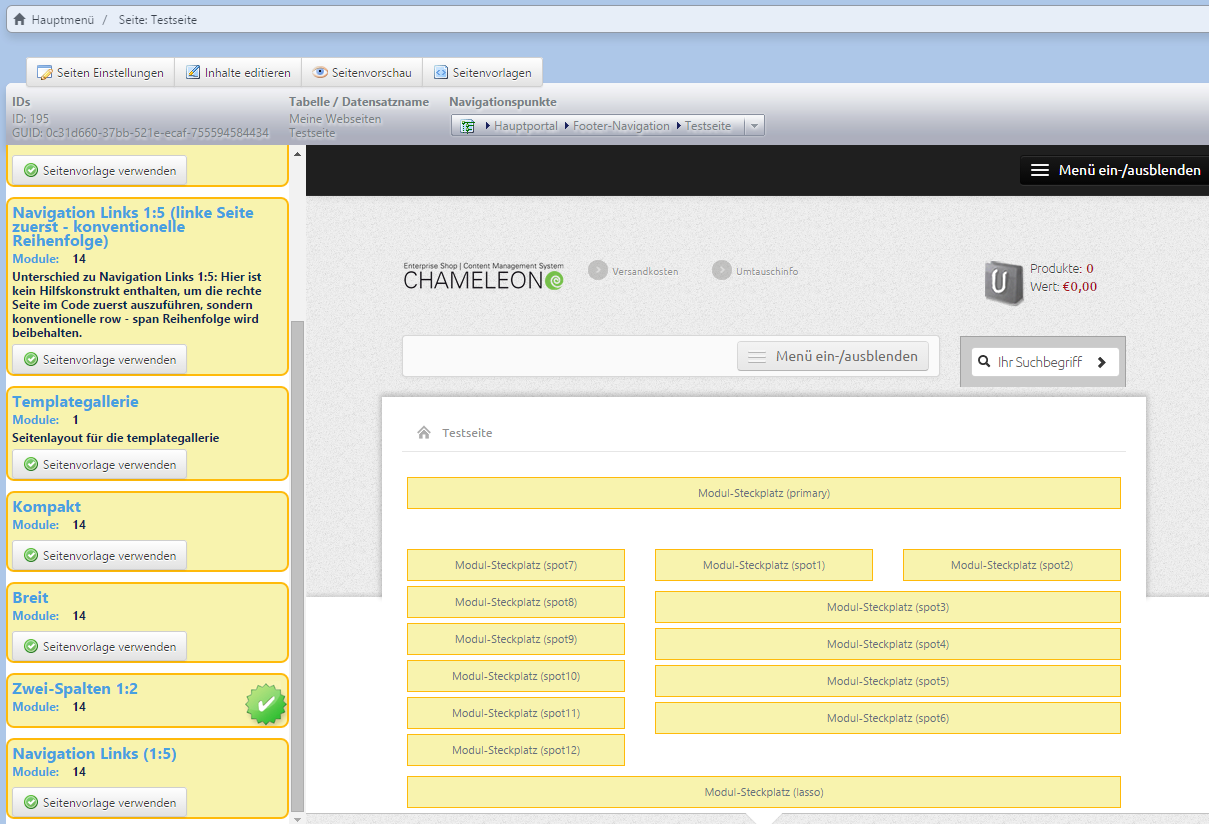 Hauptmenü / Seite: Testseite
Seiten Einstellungen Inhalte editieren Seitenvorschau Seitenvorlagen
IDs
ID: 195
GUID: 0c31d660-37bb-521e-ecaf-755594584434
Tabelle / Datensatzname
Meine Webseiten
Testseite
Navigationspunkte
Hauptportal Footer-Navigation Testseite
Seitenvorlage verwenden
Navigation Links 1:5 (linke Seite
zuerst - konventionelle
Reihenfolge)
Module: 14
Unterschied zu Navigation Links 1:5: Hier ist
kein Hilfskonstrukt enthalten, um die rechte
Seite im Code zuerst auszuführen, sondern
konventionelle row - span Reihenfolge wird
beibehalten.
Seitenvorlage verwenden
Templategallerie
Module: 1
Seitenlayout für die templategallerie
Seitenvorlage verwenden
Kompakt
Module: 14
Seitenvorlage verwenden
Breit
Module: 14
Seitenvorlage verwenden
Zwei-Spalten 1:2
Module: 14
Navigation Links (1:5)
Module: 14
Seitenvorlage verwenden
Menü ein-/ausblenden
Enterprise Shop | Content Management System
CHAMELEON
Versandkosten
Umtauschinfo
U
Produkte: 0
Wert: €0,00
Menü ein-/ausblenden
Ihr Suchbegriff
Testseite
Modul-Steckplatz (primary)
Modul-Steckplatz (spot7)
Modul-Steckplatz (spot8)
Modul-Steckplatz (spot9)
Modul-Steckplatz (spot10)
Modul-Steckplatz (spot11)
Modul-Steckplatz (spot12)
Modul-Steckplatz (spot1)
Modul-Steckplatz (spot2)
Modul-Steckplatz (spot3)
Modul-Steckplatz (spot4)
Modul-Steckplatz (spot5)
Modul-Steckplatz (spot6)
Modul-Steckplatz (lasso)